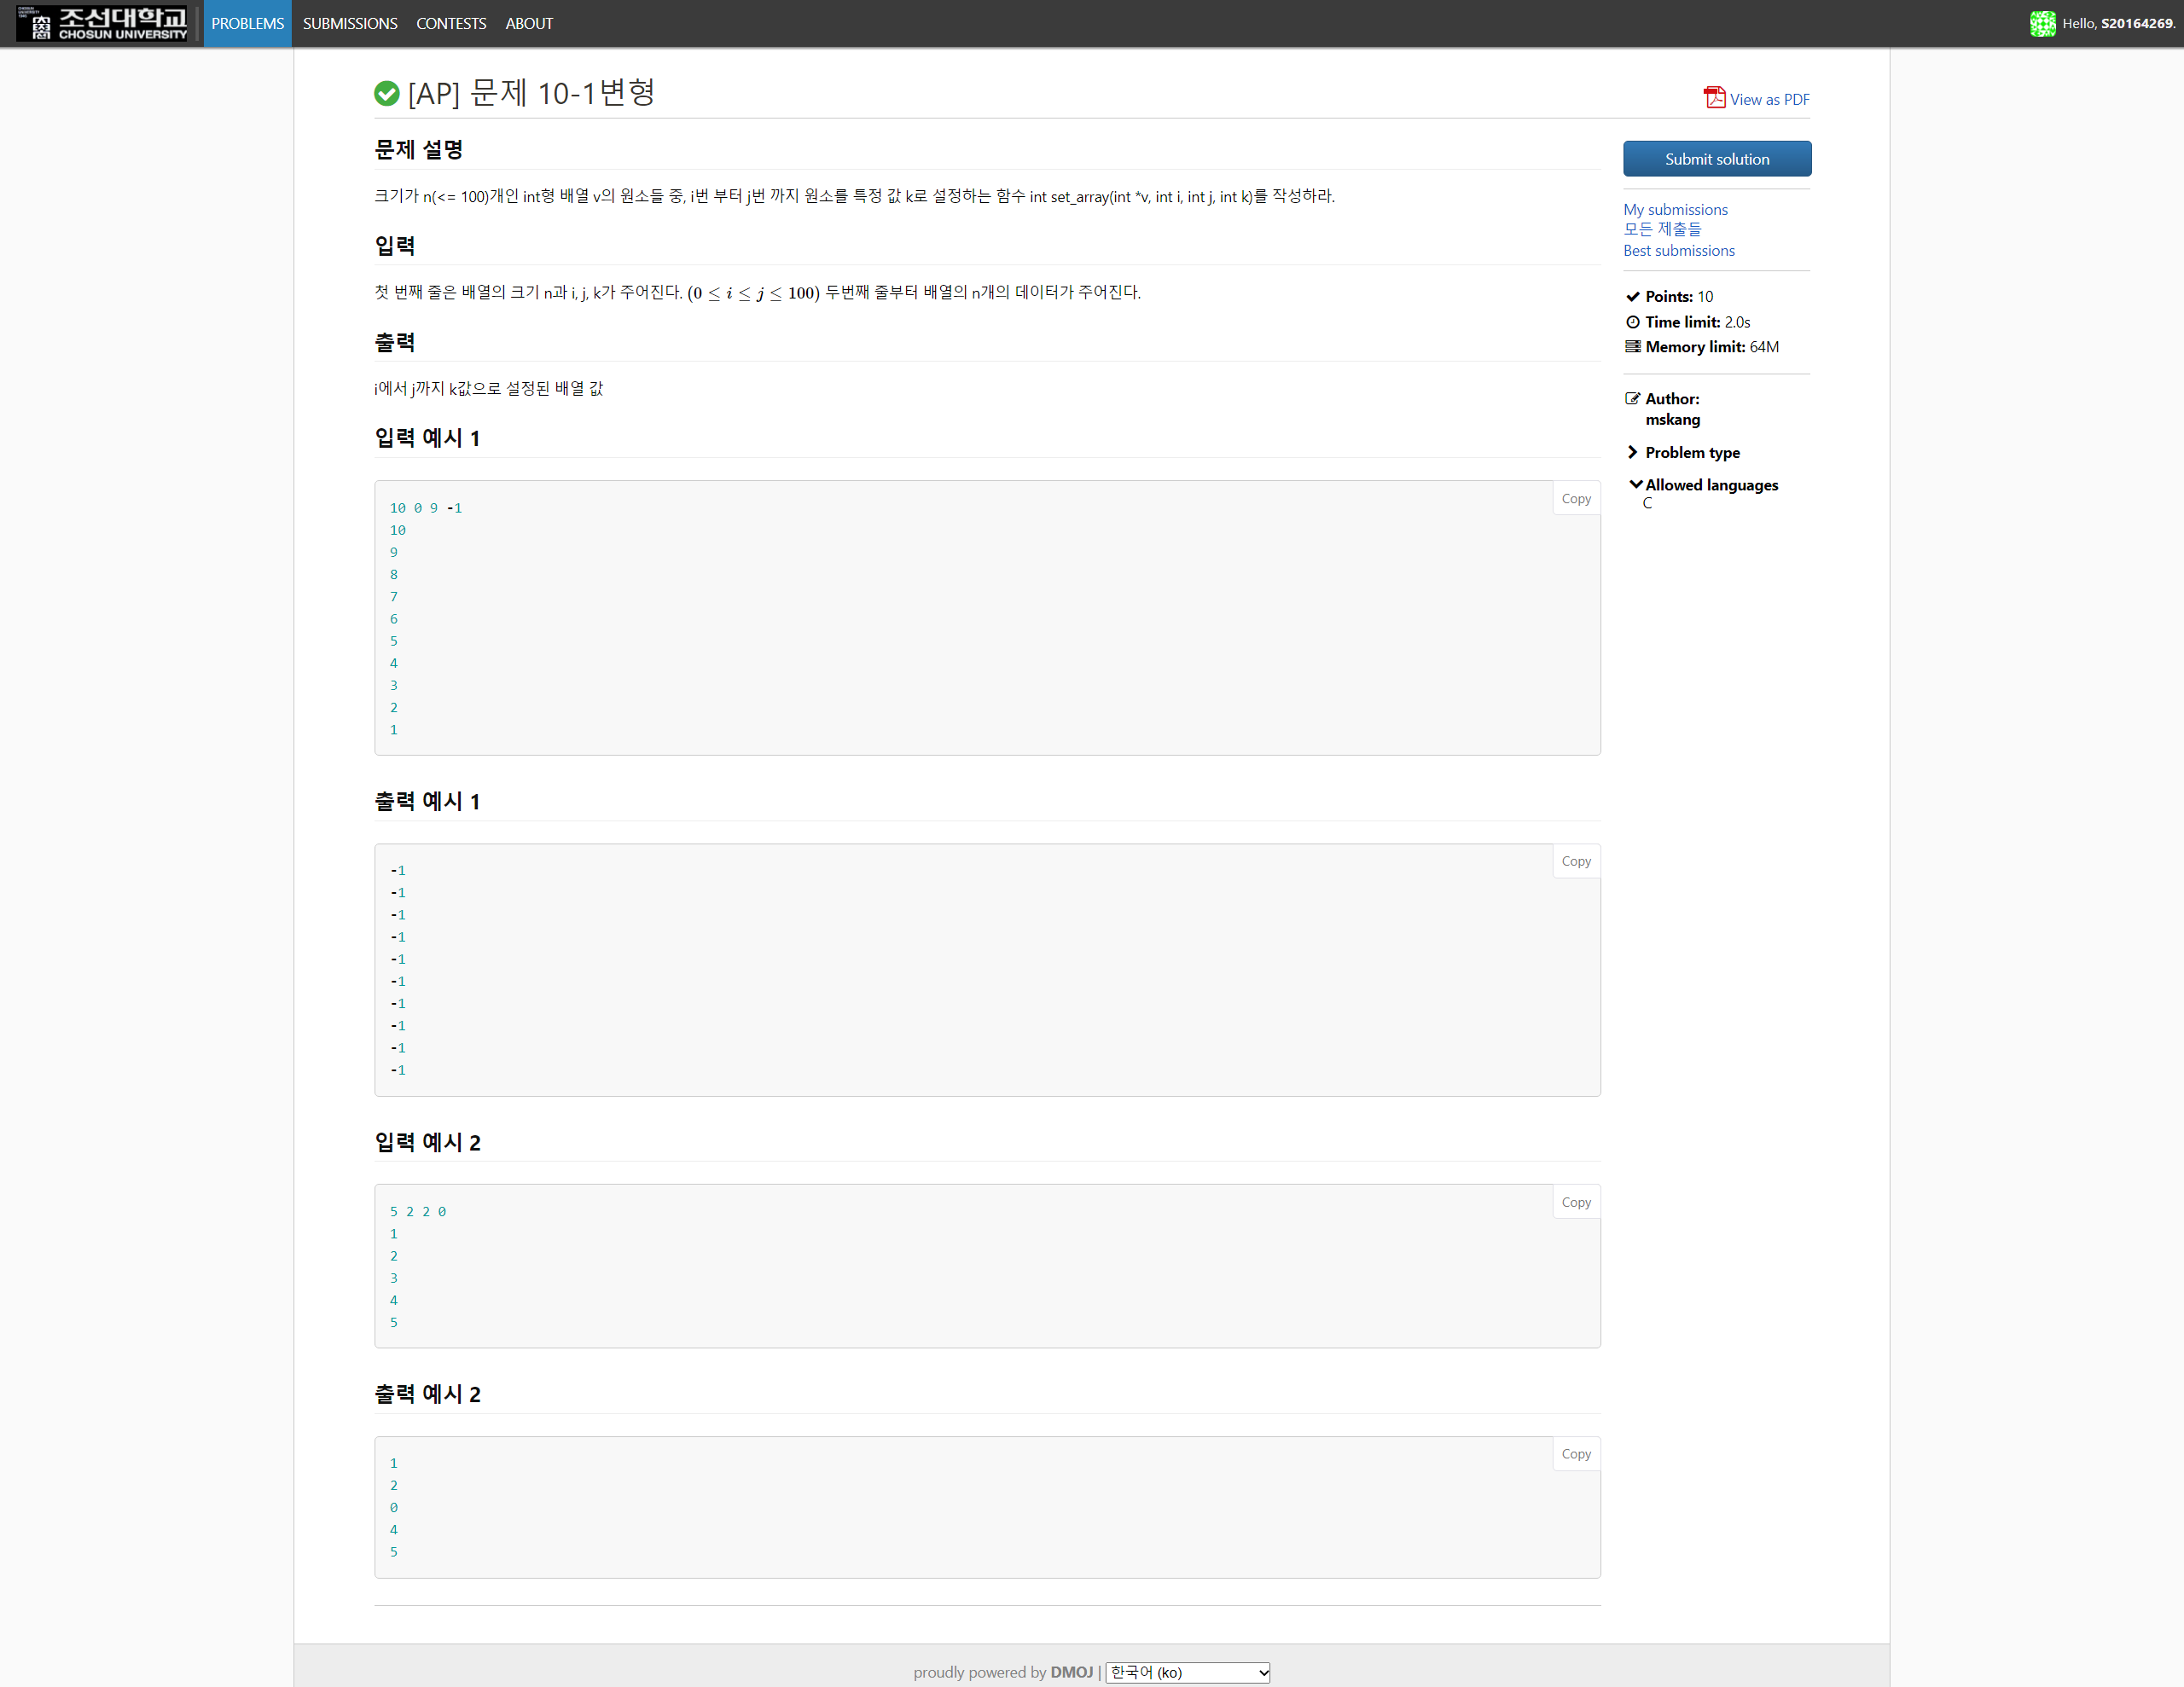 조선대학교
CHOSUN UNIVERSITY
PROBLEMS SUBMISSIONS CONTESTS ABOUT
Hello, S20164269.
[AP] 문제 10-1변형
View as PDF
문제 설명
크기가 n(<= 100)개인 int형 배열 v의 원소들 중, i번 부터 j번 까지 원소를 특정 값 k로 설정하는 함수 int set_array(int *v, int i, int j, int k)를 작성하라.
입력
첫 번째 줄은 배열의 크기 n과 i, j, k가 주어진다. (0 ≤ i ≤ j ≤ 100) 두번째 줄부터 배열의 n개의 데이터가 주어진다.
출력
i에서 j까지 k값으로 설정된 배열 값
입력 예시 1
Copy
10 0 9 -1
10
9
8
7
6
5
4
3
2
1
출력 예시 1
Copy
-1
-1
-1
-1
-1
-1
-1
-1
-1
-1
입력 예시 2
Copy
5 2 2 0
1
2
3
4
5
출력 예시 2
Copy
1
2
0
4
5
Submit solution
My submissions
모든 제출들
Best submissions
Points: 10
Time limit: 2.0s
Memory limit: 64M
Author:
mskang
Problem type
Allowed languages
C
proudly powered by DMOJ | 한국어 (ko)